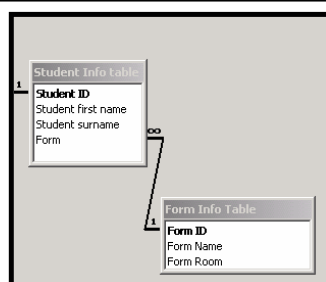 Student Info table
1
Student ID
Student first name
Student surname
Form
∞
Form Info Table
1
Form ID
Form Name
Form Room